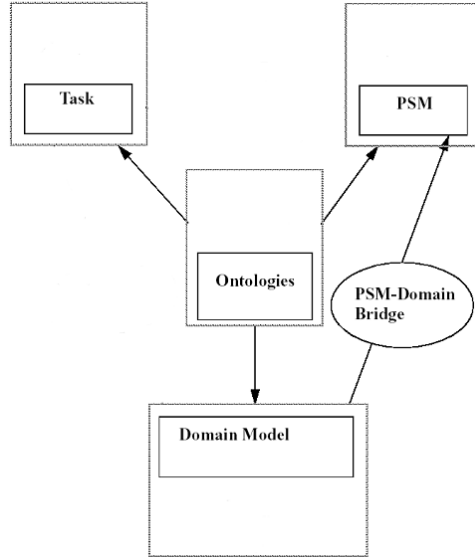 Task
PSM
Ontologies
PSM-Domain
Bridge
Domain Model